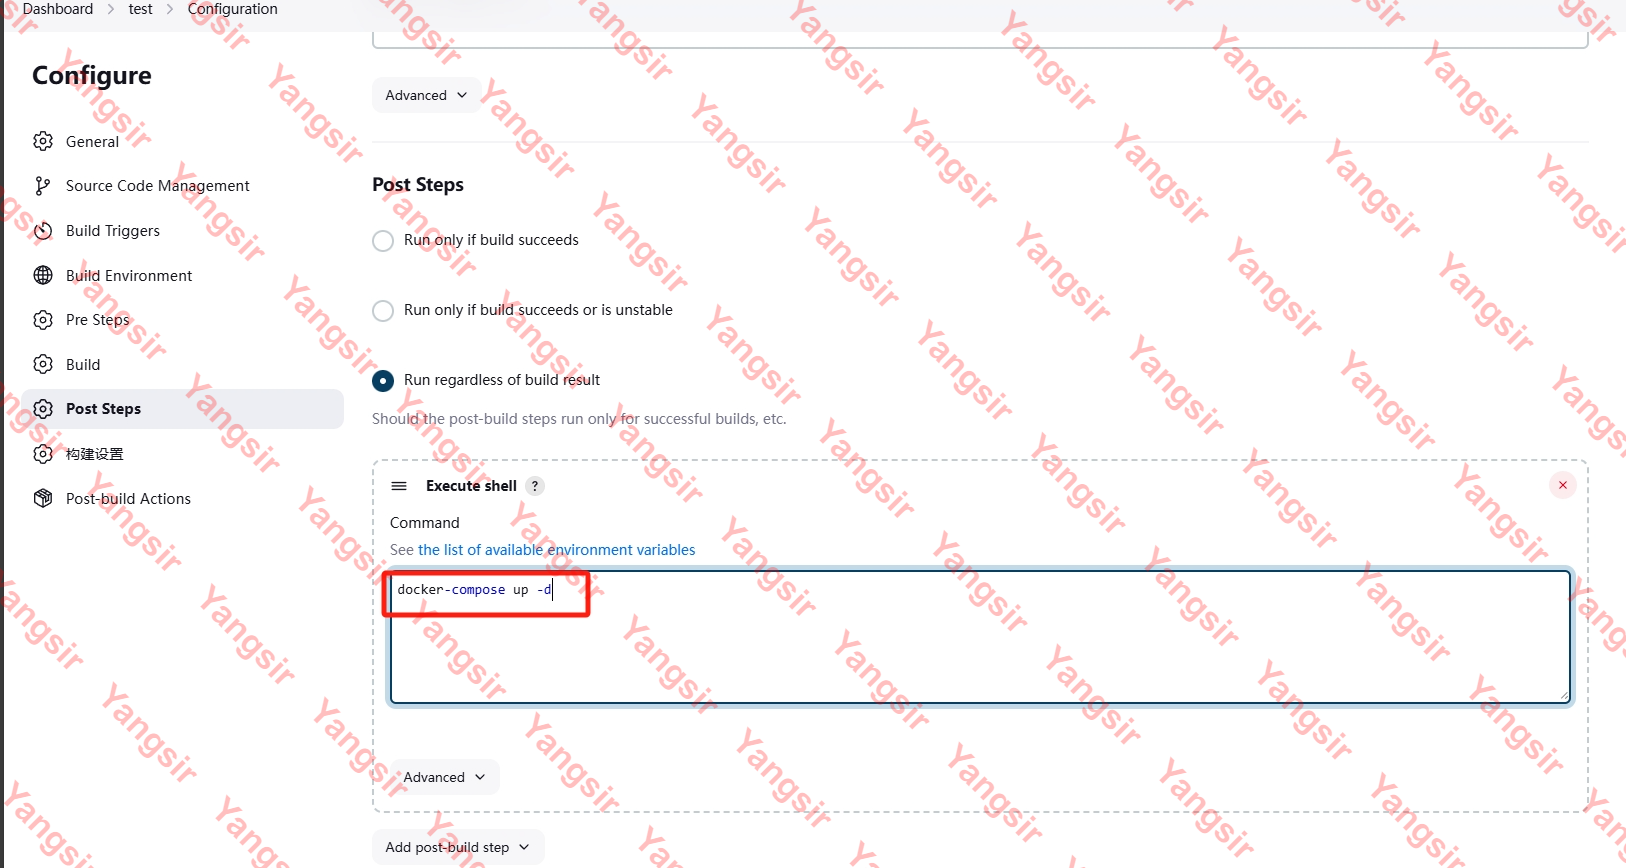 Dashboard > test > Configuration
Configure
General
Source Code Management
Build Triggers
Build Environment
Pre Steps
Build
Post Steps
构建设置
Post-build Actions
Advanced
Post Steps
Run only if build succeeds
Run only if build succeeds or is unstable
Run regardless of build result
Should the post-build steps run only for successful builds, etc.
Execute shell ?
Command
See the list of available environment variables
docker-compose up -d
Advanced
Add post-build step
Yangsir